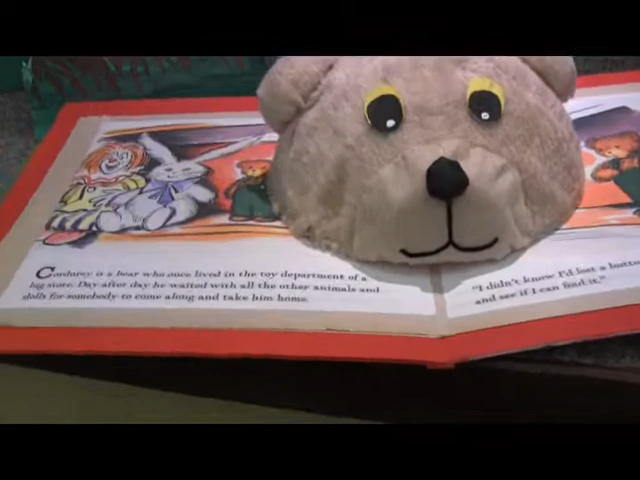 Corduroy is a bear who once lived in the toy department of a
big store. Day after day he waited with all the other animals and
dolls for somebody to come along and take him home.
"I didn't know I'd lost a button
and see if I can find it."